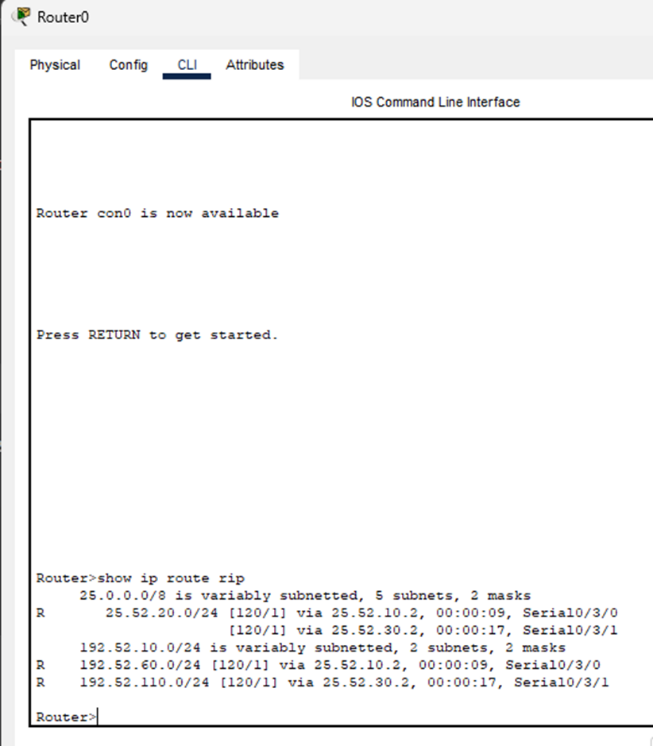 Router0
Physical Config CLI Attributes
IOS Command Line Interface
Router con0 is now available
Press RETURN to get started.
Router>show ip route rip
25.0.0.0/8 is variably subnetted, 5 subnets, 2 masks
R 25.52.20.0/24 [120/1] via 25.52.10.2, 00:00:09, Serial0/3/0
[120/1] via 25.52.30.2, 00:00:17, Serial0/3/1
192.52.10.0/24 is variably subnetted, 2 subnets, 2 masks
R 192.52.60.0/24 [120/1] via 25.52.10.2, 00:00:09, Serial0/3/0
R 192.52.110.0/24 [120/1] via 25.52.30.2, 00:00:17, Serial0/3/1
Router>